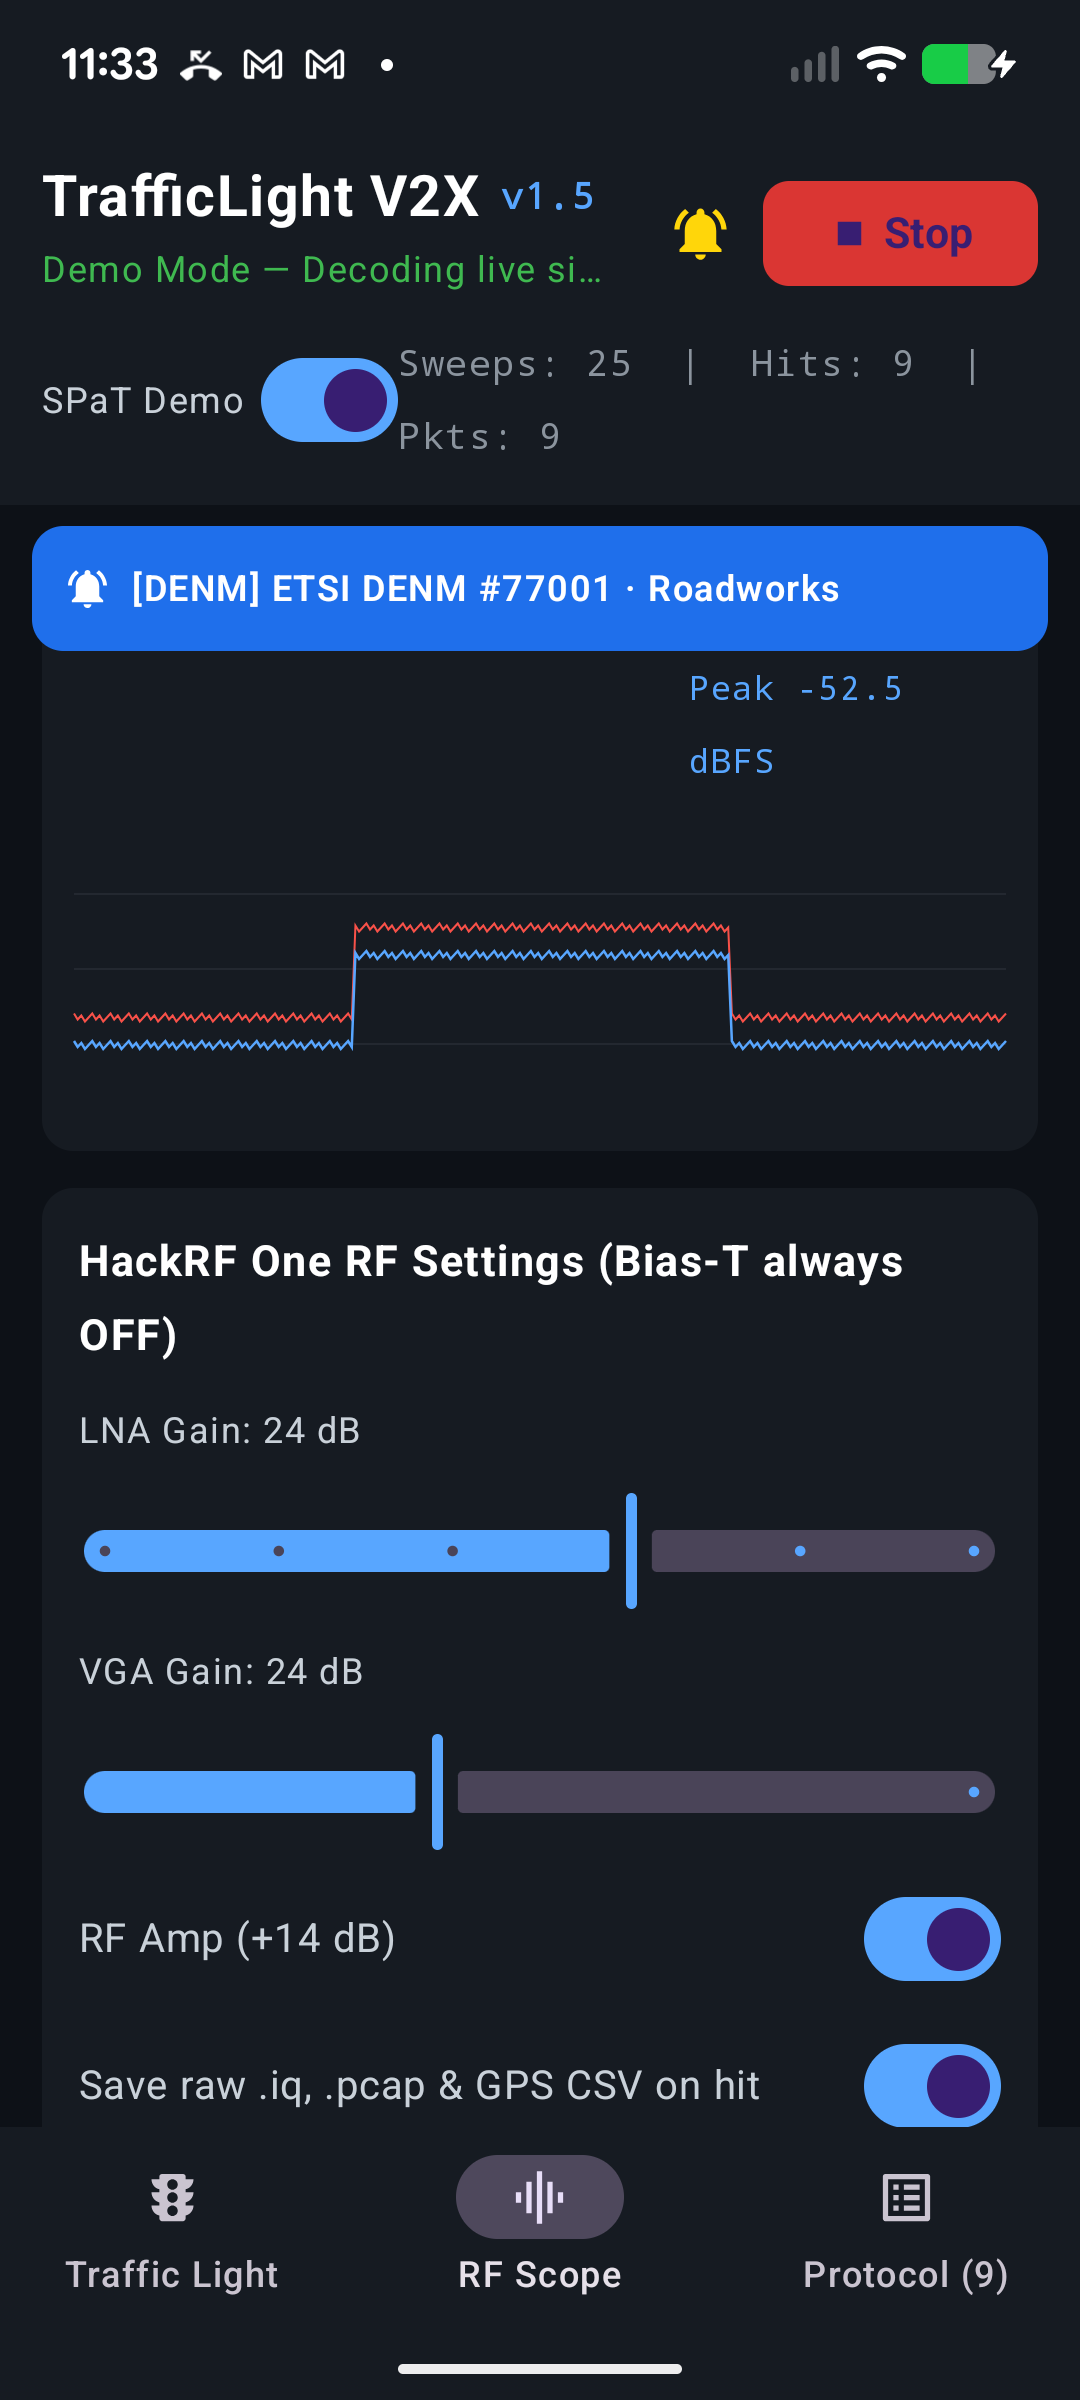 11:33
TrafficLight V2X v1.5
Stop
Demo Mode — Decoding live si…
SPaT Demo
Sweeps: 25 | Hits: 9 |
Pkts: 9
[DENM] ETSI DENM #77001 · Roadworks
Peak -52.5
dBFS
HackRF One RF Settings (Bias-T always
OFF)
LNA Gain: 24 dB
VGA Gain: 24 dB
RF Amp (+14 dB)
Save raw .iq, .pcap & GPS CSV on hit
Traffic Light
RF Scope
Protocol (9)